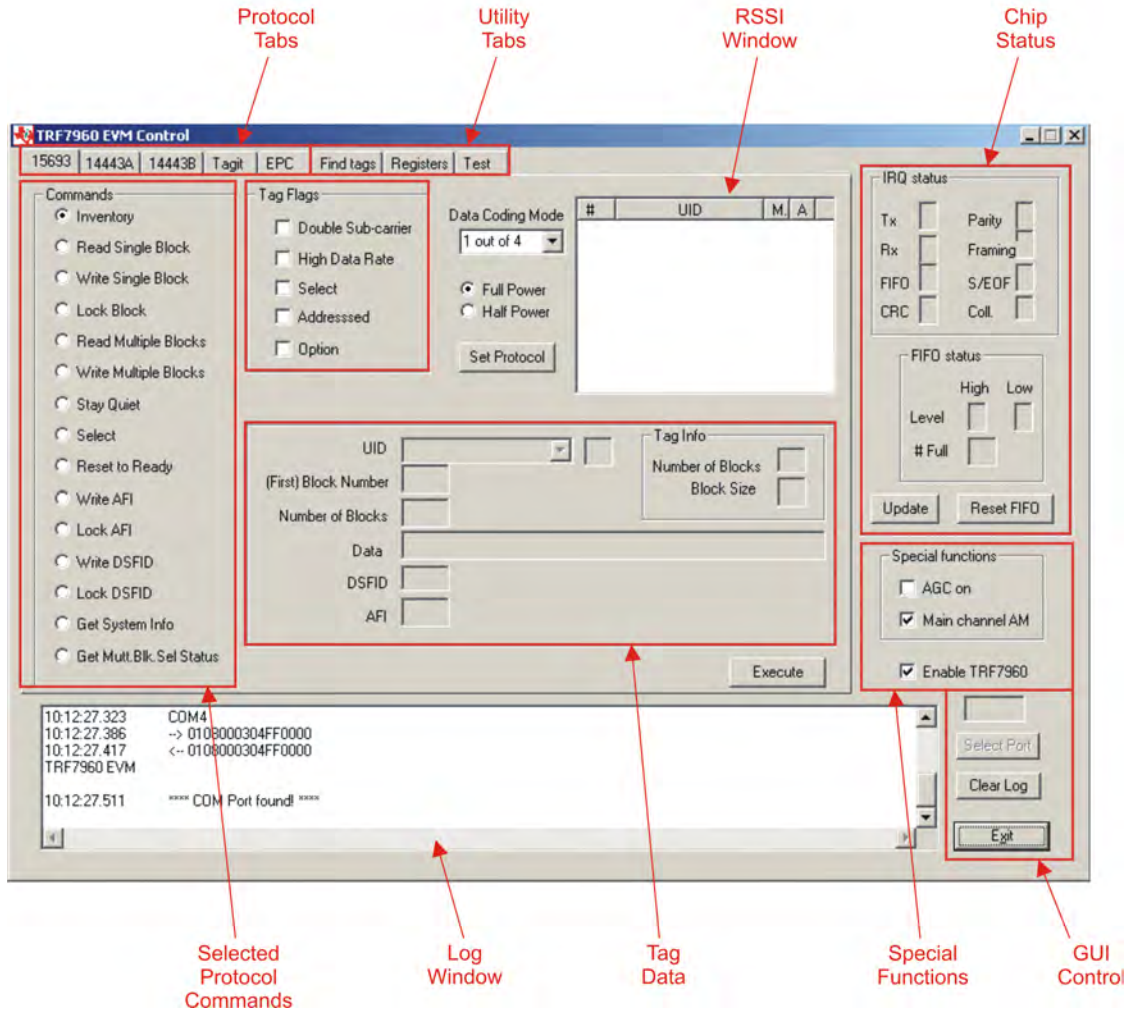 Protocol Tabs
Utility Tabs
RSSI Window
Chip Status
TRF7960 EVM Control
15693 14443A 14443B Tagit EPC Find tags Registers Test
Commands
Inventory
Read Single Block
Write Single Block
Lock Block
Read Multiple Blocks
Write Multiple Blocks
Stay Quiet
Select
Reset to Ready
Write AFI
Lock AFI
Write DSFID
Lock DSFID
Get System Info
Get Mutt.Blk.Sel Status
Tag Flags
Double Sub-carrier
High Data Rate
Select
Addresssed
Option
Data Coding Mode
1 out of 4
Full Power
Half Power
Set Protocol
# UID M. A
IRQ status
Tx Parity
Rx Framing
FIFO S/EOF
CRC Coll.
FIFO status
High Low
Level
# Full
Update Reset FIFO
UID
(First) Block Number
Number of Blocks
Data
DSFID
AFI
Tag Info
Number of Blocks
Block Size
Execute
Special functions
AGC on
Main channel AM
Enable TRF7960
Select Port
Clear Log
Exit
10:12:27.323 COM4
10:12:27.386 --> 0108000304FF0000
10:12:27.417 <-- 0108000304FF0000
TRF7960 EVM
10:12:27.511 **** COM Port found! ****
Selected Protocol Commands
Log Window
Tag Data
Special Functions
GUI Control